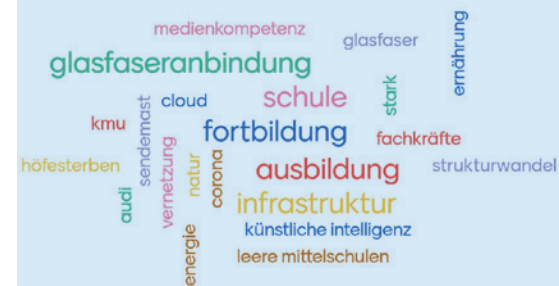 medienkompetenz
glasfaser
ernährung
glasfaseranbindung
cloud
schule
stark
kmu
sendemast
fortbildung
fachkräfte
höfesterben
audi
vernetzung
natur
corona
ausbildung
strukturwandel
infrastruktur
künstliche intelligenz
energie
leere mittelschulen